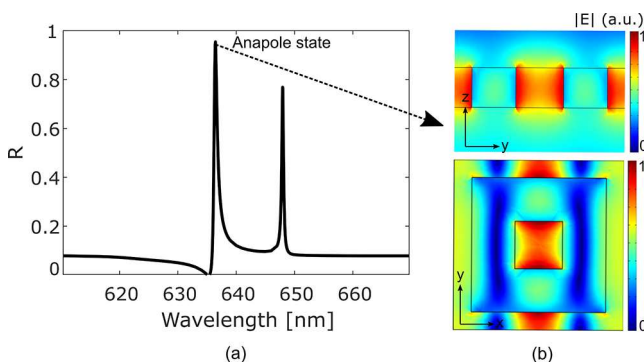 |E| (a.u.)
1
Anapole state
1
0.8
0.6
0.4
0.2
0
R
620 630 640 650 660
Wavelength [nm]
(a)
z
y
0
1
y
x
0
(b)